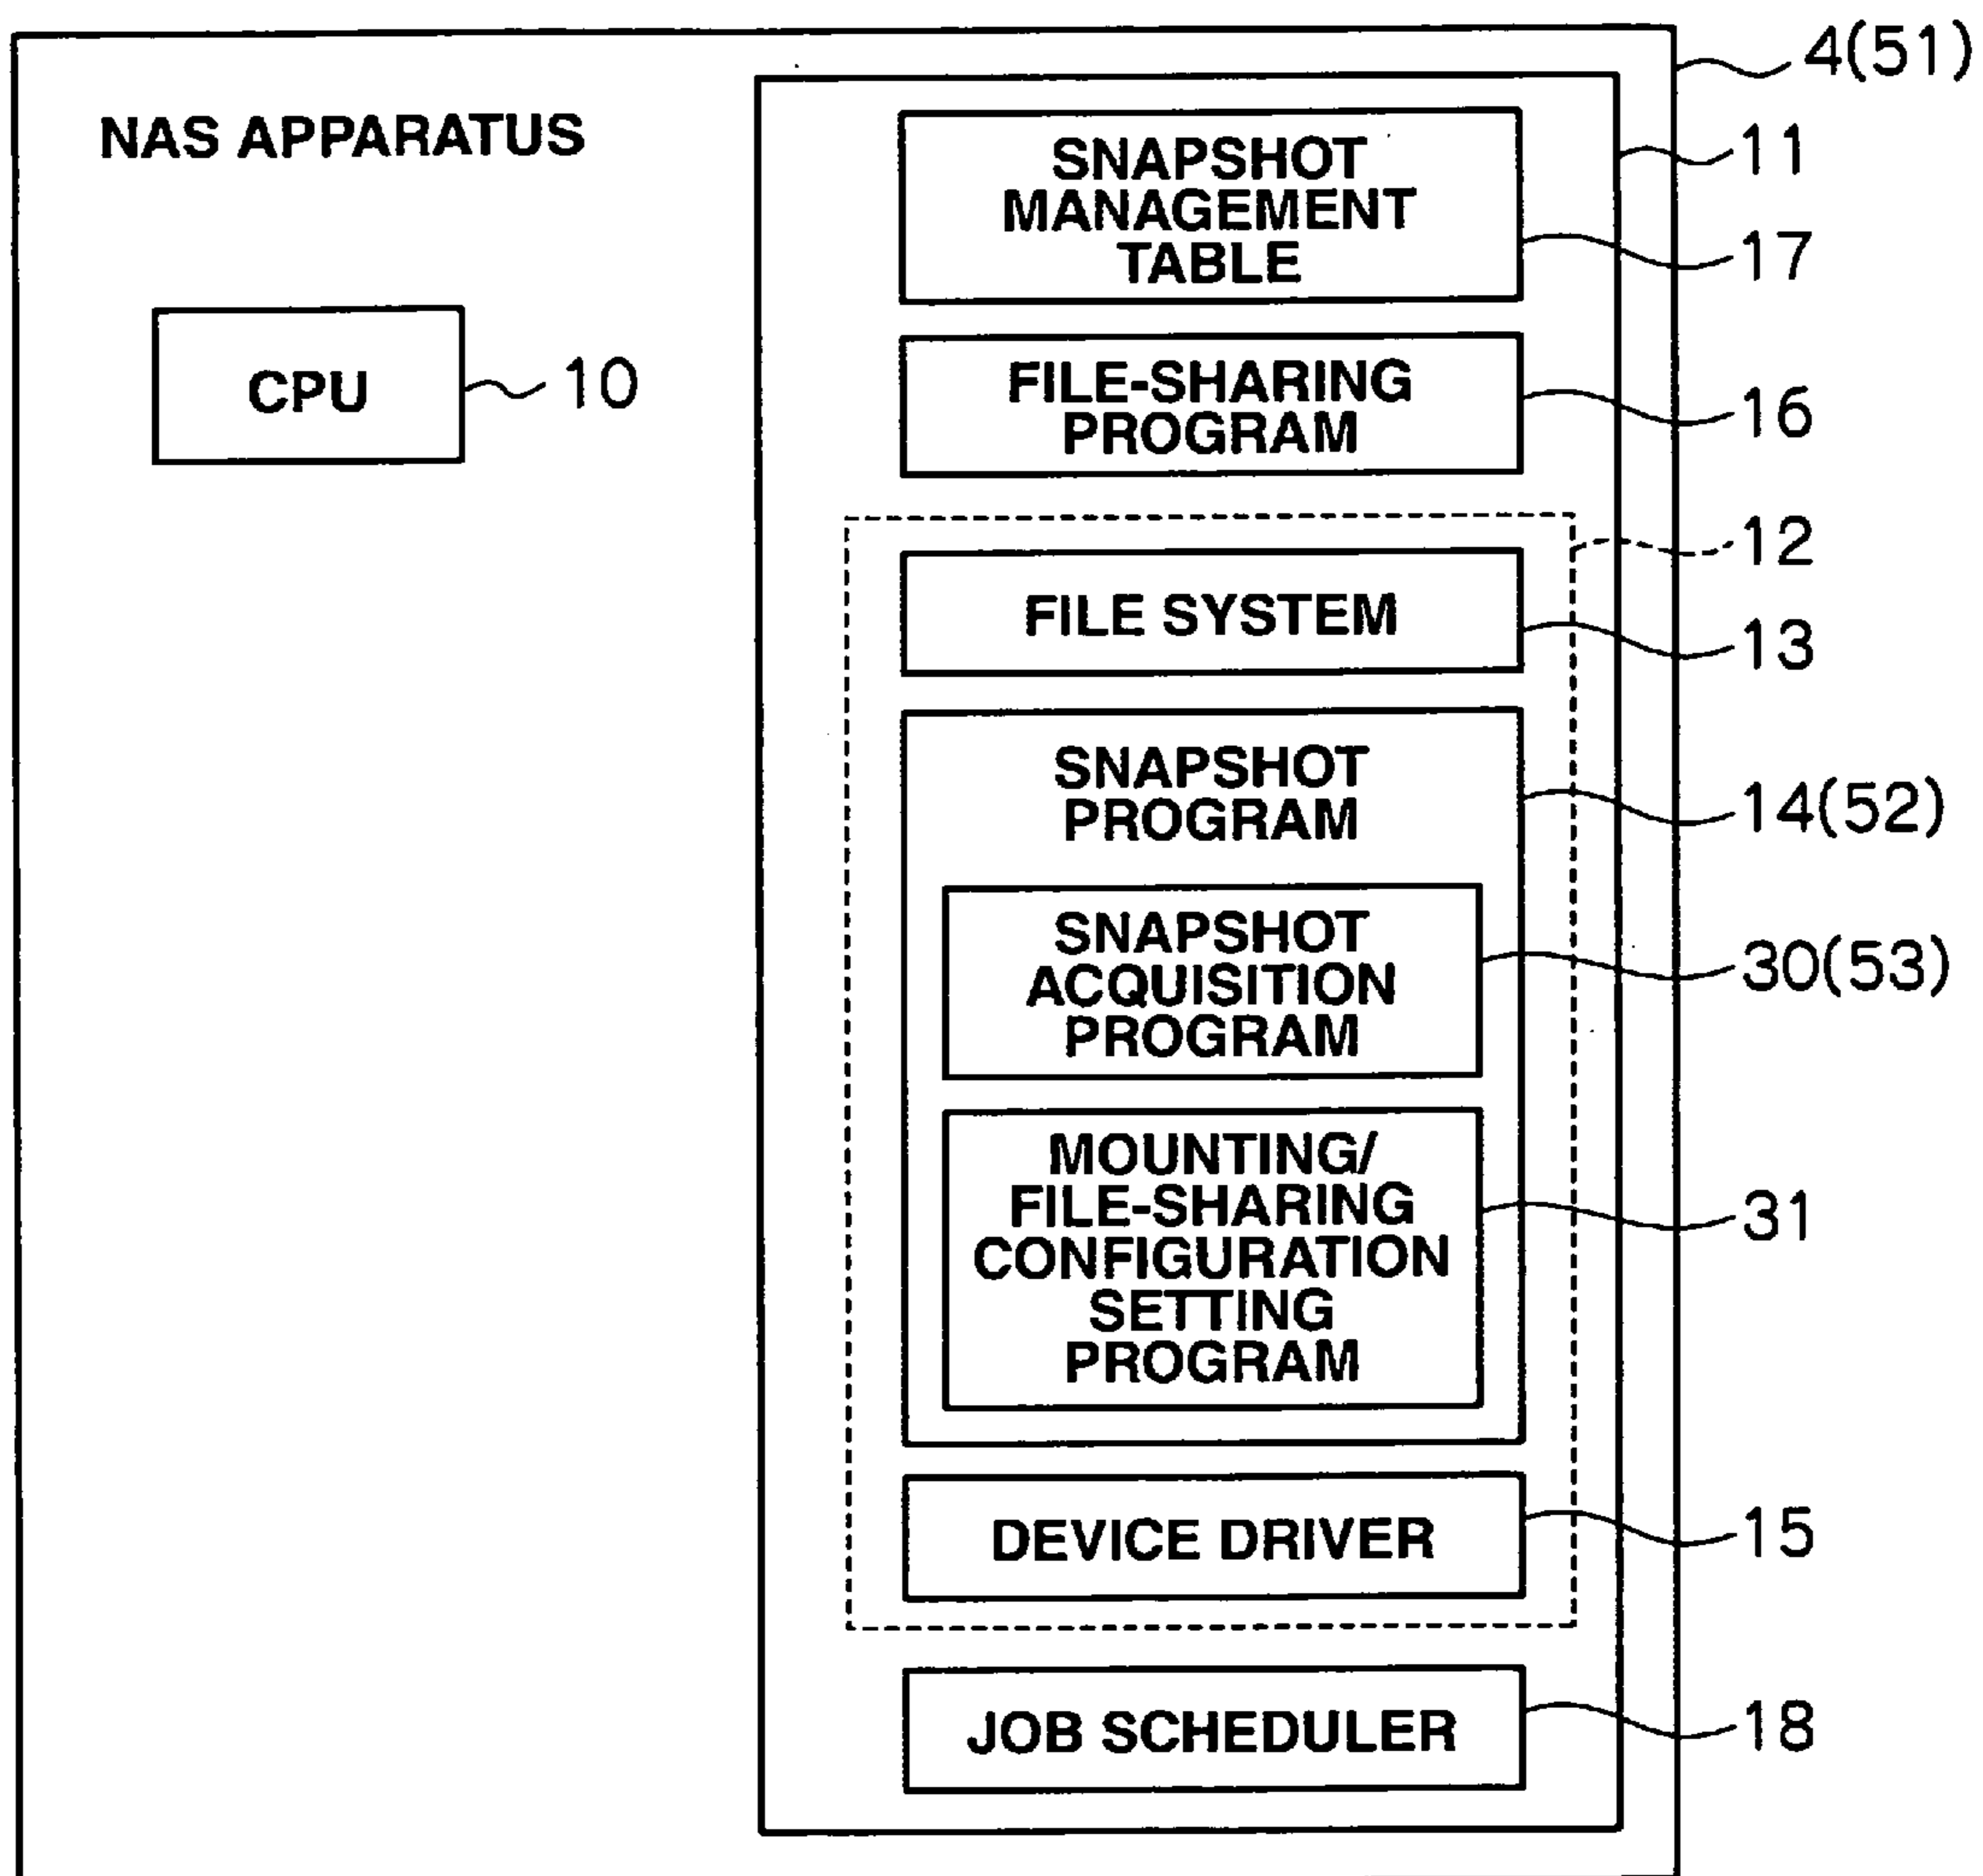 4(51)
NAS APPARATUS
11
SNAPSHOT
MANAGEMENT
TABLE
17
CPU
10
FILE-SHARING
PROGRAM
16
12
FILE SYSTEM
13
SNAPSHOT
PROGRAM
14(52)
SNAPSHOT
ACQUISITION
PROGRAM
30(53)
MOUNTING/
FILE-SHARING
CONFIGURATION
SETTING
PROGRAM
31
DEVICE DRIVER
15
JOB SCHEDULER
18